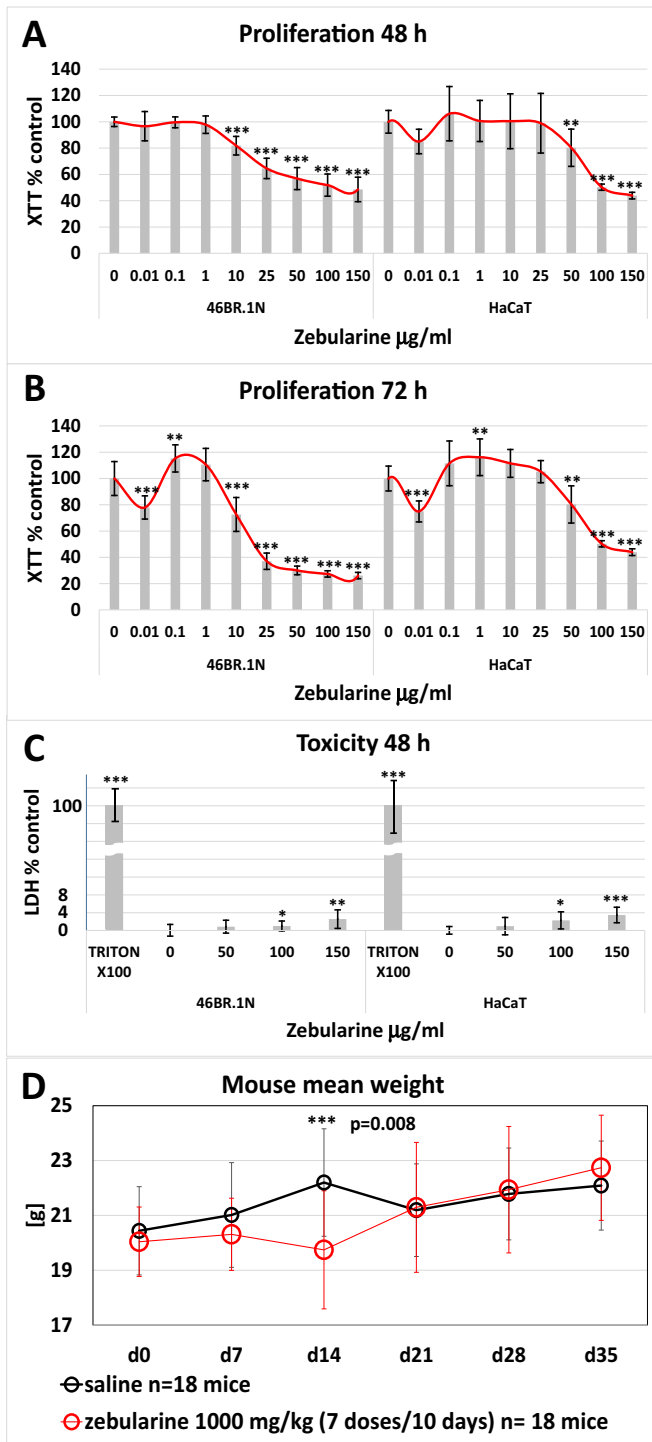 A
Proliferation 48 h
XTT % control
140
120
100
80
60
40
20
0
*** *** *** *** *** ** *** ***
0 0.01 0.1 1 10 25 50 100 150 0 0.01 0.1 1 10 25 50 100 150
46BR.1N HaCaT
Zebularine µg/ml
B
Proliferation 72 h
XTT % control
140
120
100
80
60
40
20
0
*** ** *** *** *** *** *** *** ** ** *** ***
0 0.01 0.1 1 10 25 50 100 150 0 0.01 0.1 1 10 25 50 100 150
46BR.1N HaCaT
Zebularine µg/ml
C
Toxicity 48 h
LDH % control
100
8
4
0
*** * ** *** * ***
TRITON 0 50 100 150 TRITON 0 50 100 150
X100 X100
46BR.1N HaCaT
Zebularine µg/ml
D
Mouse mean weight
[g]
25
23
21
19
17
*** p=0.008
d0 d7 d14 d21 d28 d35
saline n=18 mice
zebularine 1000 mg/kg (7 doses/10 days) n= 18 mice